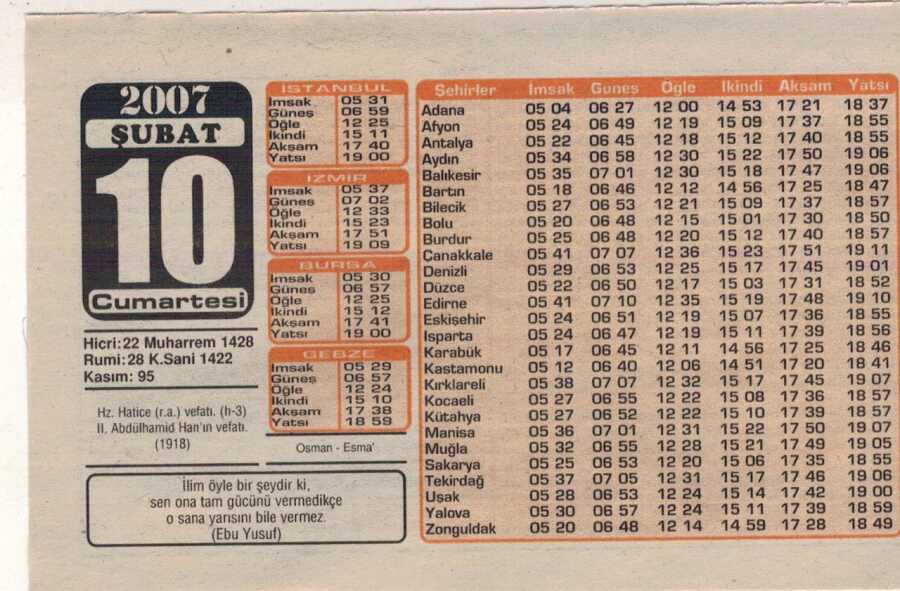 2007
ŞUBAT
10
Cumartesi
Hicri:22 Muharrem 1428
Rumi:28 K.Sani 1422
Kasım: 95
Hz. Hatice (r.a.) vefatı. (h-3)
II. Abdülhamid Han'ın vefatı.
(1918)
İSTANBUL
İmsak 05 31
Güneş 06 59
Öğle 12 25
İkindi 15 11
Akşam 17 40
Yatsı 19 00
İZMİR
İmsak 05 37
Güneş 07 02
Öğle 12 33
İkindi 15 23
Akşam 17 51
Yatsı 19 09
BURSA
İmsak 05 30
Güneş 06 57
Öğle 12 25
İkindi 15 12
Akşam 17 41
Yatsı 19 00
GEBZE
İmsak 05 29
Güneş 06 57
Öğle 12 24
İkindi 15 10
Akşam 17 38
Yatsı 18 59
Osman - Esma'
İlim öyle bir şeydir ki,
sen ona tam gücünü vermedikçe
o sana yarısını bile vermez.
(Ebu Yusuf)
Şehirler İmsak Güneş Öğle İkindi Akşam Yatsı
Adana 05 04 06 27 12 00 14 53 17 21 18 37
Afyon 05 24 06 49 12 19 15 09 17 37 18 55
Antalya 05 22 06 45 12 18 15 12 17 40 18 55
Aydın 05 34 06 58 12 30 15 22 17 50 19 06
Balıkesir 05 35 07 01 12 30 15 18 17 47 19 06
Bartın 05 18 06 46 12 12 14 56 17 25 18 47
Bilecik 05 27 06 53 12 21 15 09 17 37 18 57
Bolu 05 20 06 48 12 15 15 01 17 30 18 50
Burdur 05 25 06 48 12 20 15 12 17 40 18 57
Çanakkale 05 41 07 07 12 36 15 23 17 51 19 11
Denizli 05 29 06 53 12 25 15 17 17 45 19 01
Düzce 05 22 06 50 12 17 15 03 17 31 18 52
Edirne 05 41 07 10 12 35 15 19 17 48 19 10
Eskişehir 05 24 06 51 12 19 15 07 17 36 18 55
Isparta 05 24 06 47 12 19 15 11 17 39 18 56
Karabük 05 17 06 45 12 11 14 56 17 25 18 46
Kastamonu 05 12 06 40 12 06 14 51 17 20 18 41
Kırklareli 05 38 07 07 12 32 15 17 17 45 19 07
Kocaeli 05 27 06 55 12 22 15 08 17 36 18 57
Kütahya 05 27 06 52 12 22 15 10 17 39 18 57
Manisa 05 36 07 01 12 31 15 22 17 50 19 07
Muğla 05 32 06 55 12 28 15 21 17 49 19 05
Sakarya 05 25 06 53 12 20 15 06 17 35 18 55
Tekirdağ 05 37 07 05 12 31 15 17 17 46 19 06
Uşak 05 28 06 53 12 24 15 14 17 42 19 00
Yalova 05 30 06 57 12 24 15 11 17 39 18 59
Zonguldak 05 20 06 48 12 14 14 59 17 28 18 49